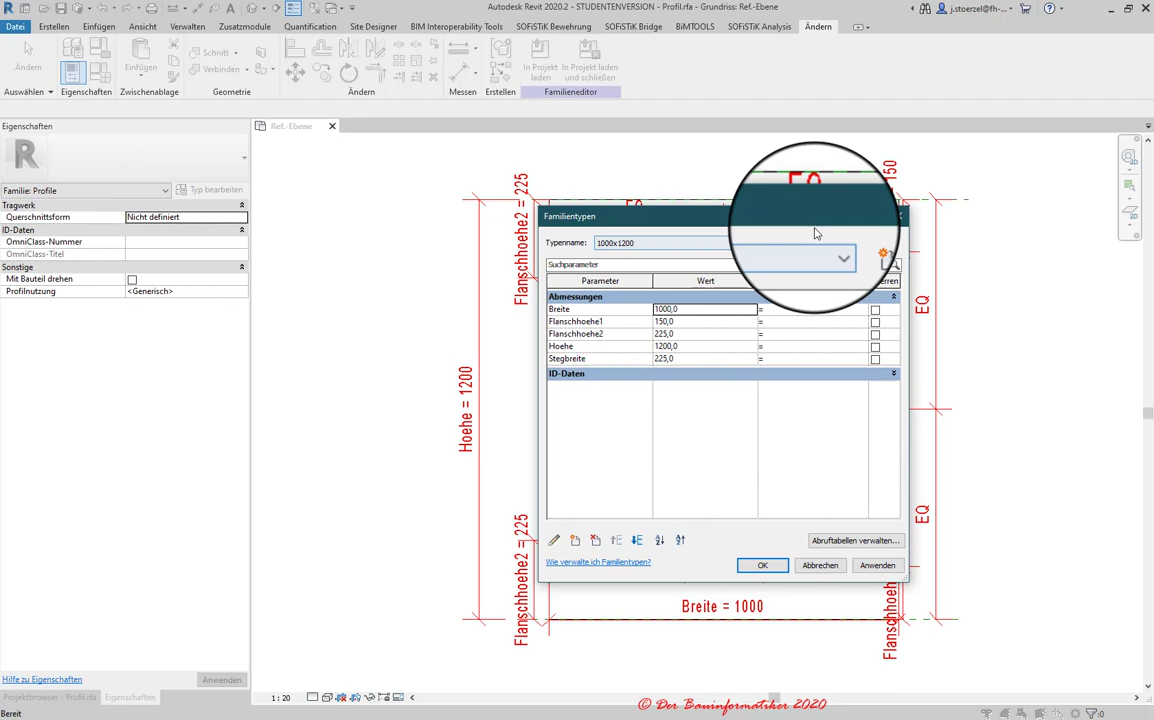 Autodesk Revit 2020.2 - STUDENTENVERSION - Profil.rfa - Grundriss: Ref.-Ebene
j.stoerzel@fh-...
Datei Erstellen Einfügen Ansicht Verwalten Zusatzmodule Quantification Site Designer BIM Interoperability Tools SOFiSTiK Bewehrung SOFiSTiK Bridge BiMTOOLS SOFiSTiK Analysis Ändern
Ändern
Einfügen
Schnitt
Verbinden
In Projekt laden
In Projekt laden und schließen
Auswählen Eigenschaften Zwischenablage Geometrie Ändern Messen Erstellen Familieneditor
Eigenschaften
Ref.-Ebene
R
Familie: Profile
Typ bearbeiten
Tragwerk
Querschnittsform Nicht definiert
ID-Daten
OmniClass-Nummer
OmniClass-Titel
Sonstige
Mit Bauteil drehen
Profilnutzung <Generisch>
Hilfe zu Eigenschaften
Anwenden
Projektbrowser - Profil.rfa Eigenschaften
Bereit
Flanschhoehe2 = 225
EQ
= 150
Hoehe = 1200
EQ
EQ
Flanschhoehe2 = 225
Breite = 1000
Flanschhoeh
Familientypen
Typenname: 1000x1200
Suchparameter
Parameter Wert
Abmessungen
Breite 1000,0 =
Flanschhoehe1 150,0 =
Flanschhoehe2 225,0 =
Hoehe 1200,0 =
Stegbreite 225,0 =
ID-Daten
Abruftabellen verwalten...
Wie verwalte ich Familientypen?
OK Abbrechen Anwenden
1 : 20
© Der Bauinformatiker 2020
:0